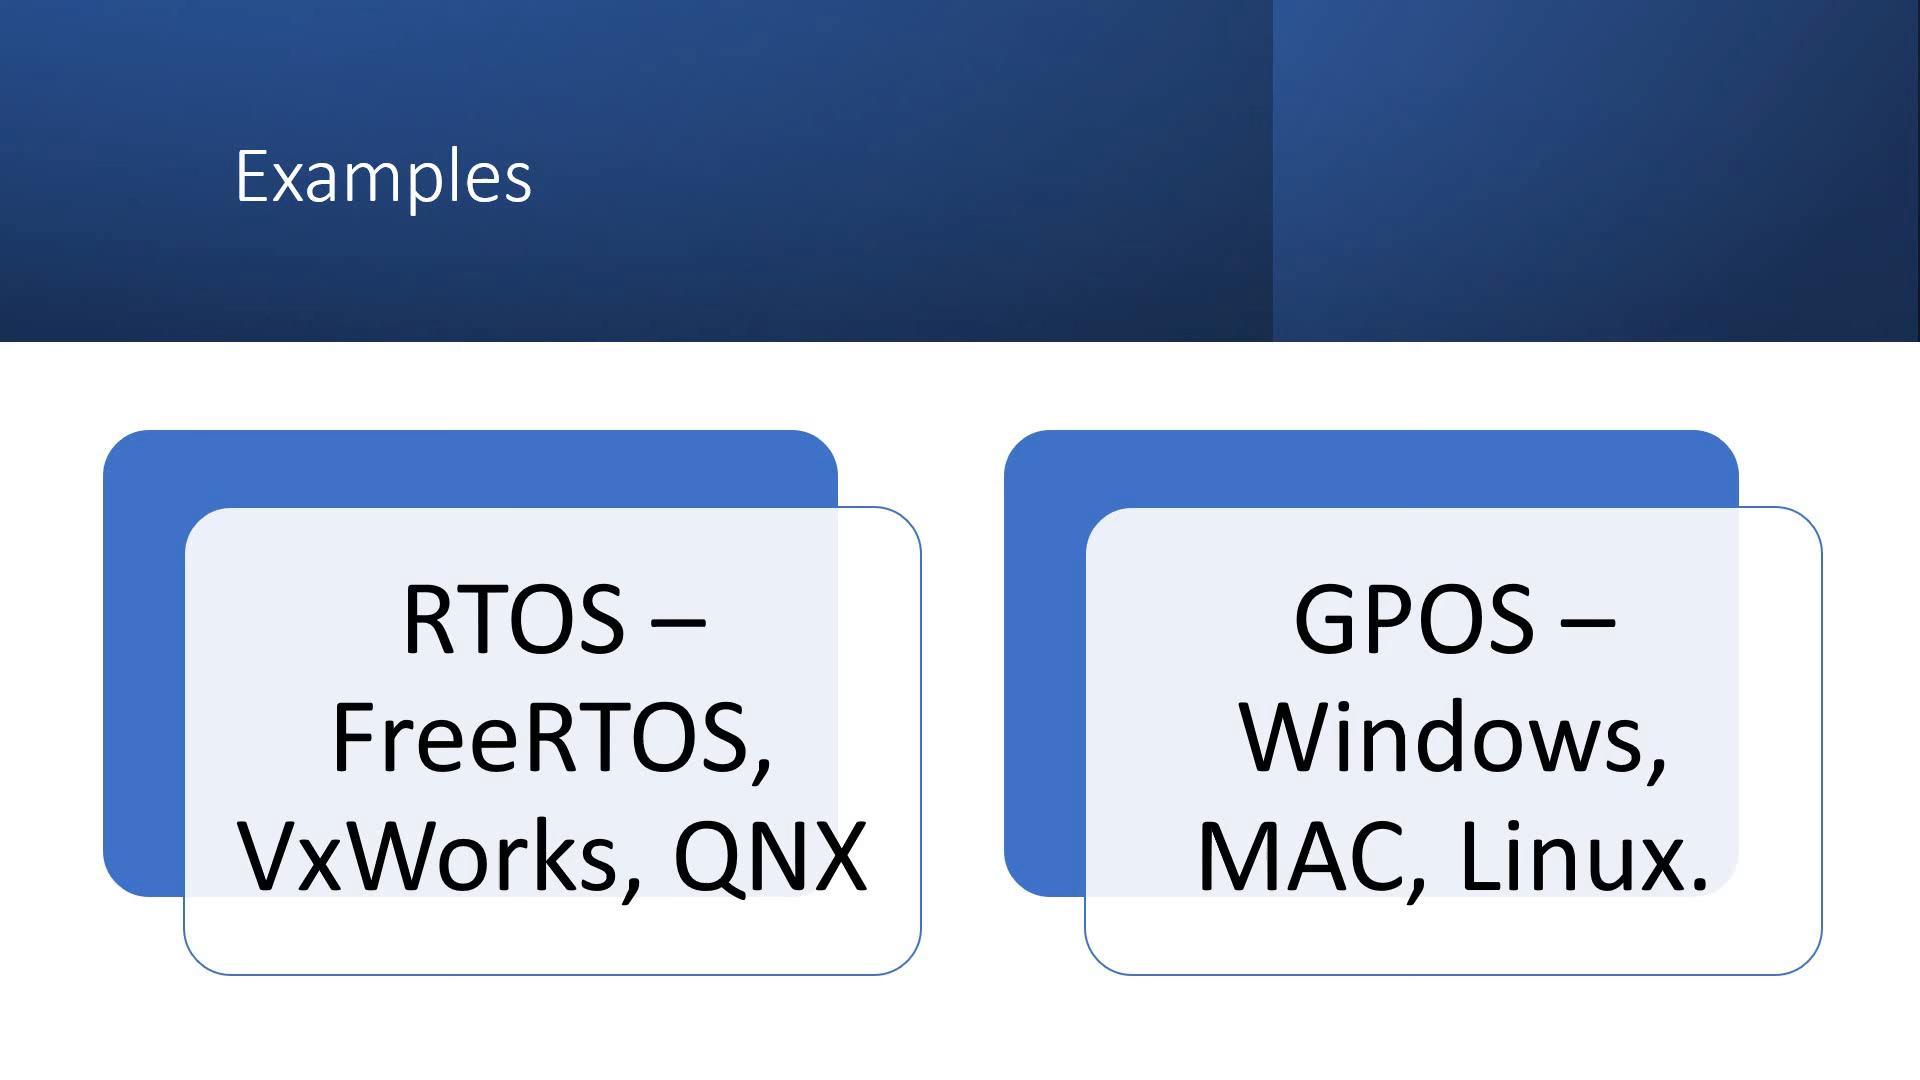 Examples
RTOS –
FreeRTOS,
VxWorks, QNX
GPOS –
Windows,
MAC, Linux.